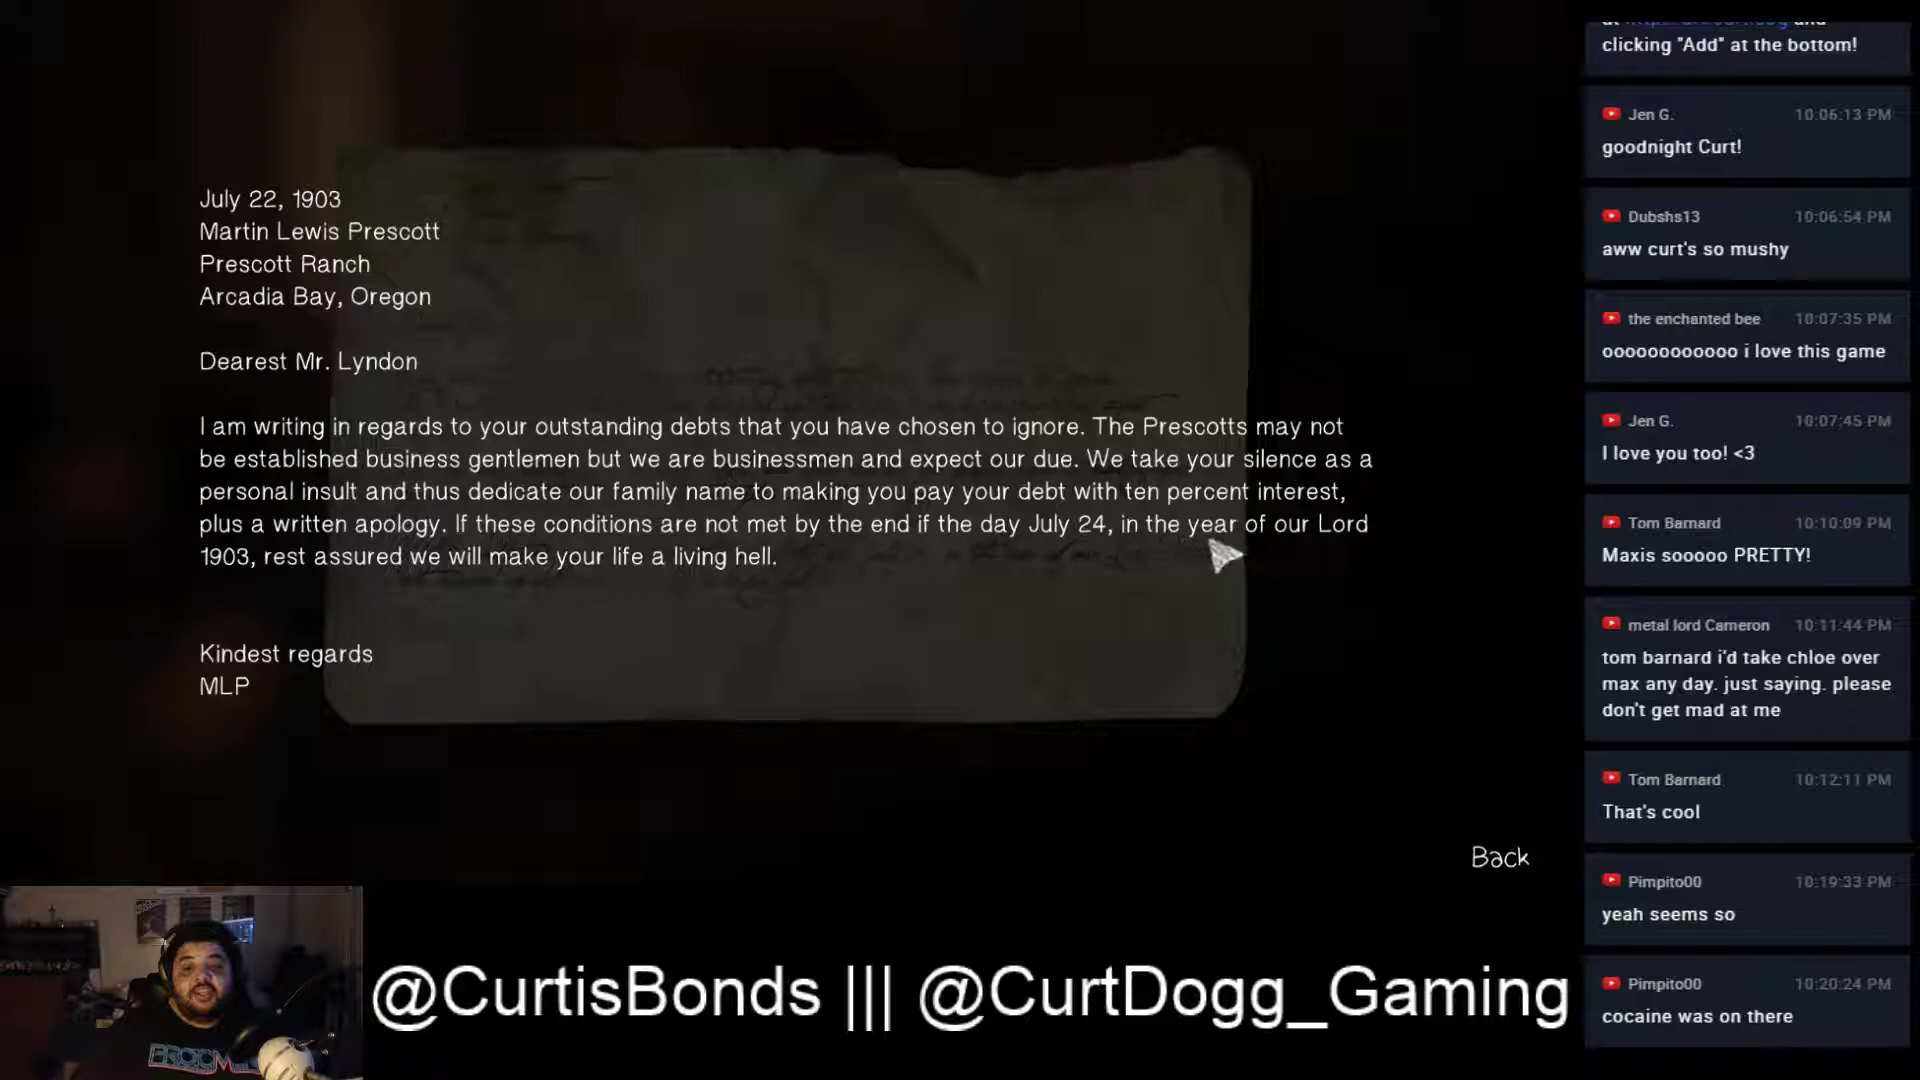 July 22, 1903
Martin Lewis Prescott
Prescott Ranch
Arcadia Bay, Oregon
Dearest Mr. Lyndon
I am writing in regards to your outstanding debts that you have chosen to ignore. The Prescotts may not
be established business gentlemen but we are businessmen and expect our due. We take your silence as a
personal insult and thus dedicate our family name to making you pay your debt with ten percent interest,
plus a written apology. If these conditions are not met by the end if the day July 24, in the year of our Lord
1903, rest assured we will make your life a living hell.
Kindest regards
MLP
Back
@CurtisBonds ||| @CurtDogg_Gaming
clicking "Add" at the bottom!
Jen G. 10:06:13 PM
goodnight Curt!
Dubshs13 10:06:54 PM
aww curt's so mushy
the enchanted bee 10:07:35 PM
oooooooooooo i love this game
Jen G. 10:07:45 PM
I love you too! <3
Tom Barnard 10:10:09 PM
Maxis sooooo PRETTY!
metal lord Cameron 10:11:44 PM
tom barnard i'd take chloe over
max any day. just saying. please
don't get mad at me
Tom Barnard 10:12:11 PM
That's cool
Pimpito00 10:19:33 PM
yeah seems so
Pimpito00 10:20:24 PM
cocaine was on there